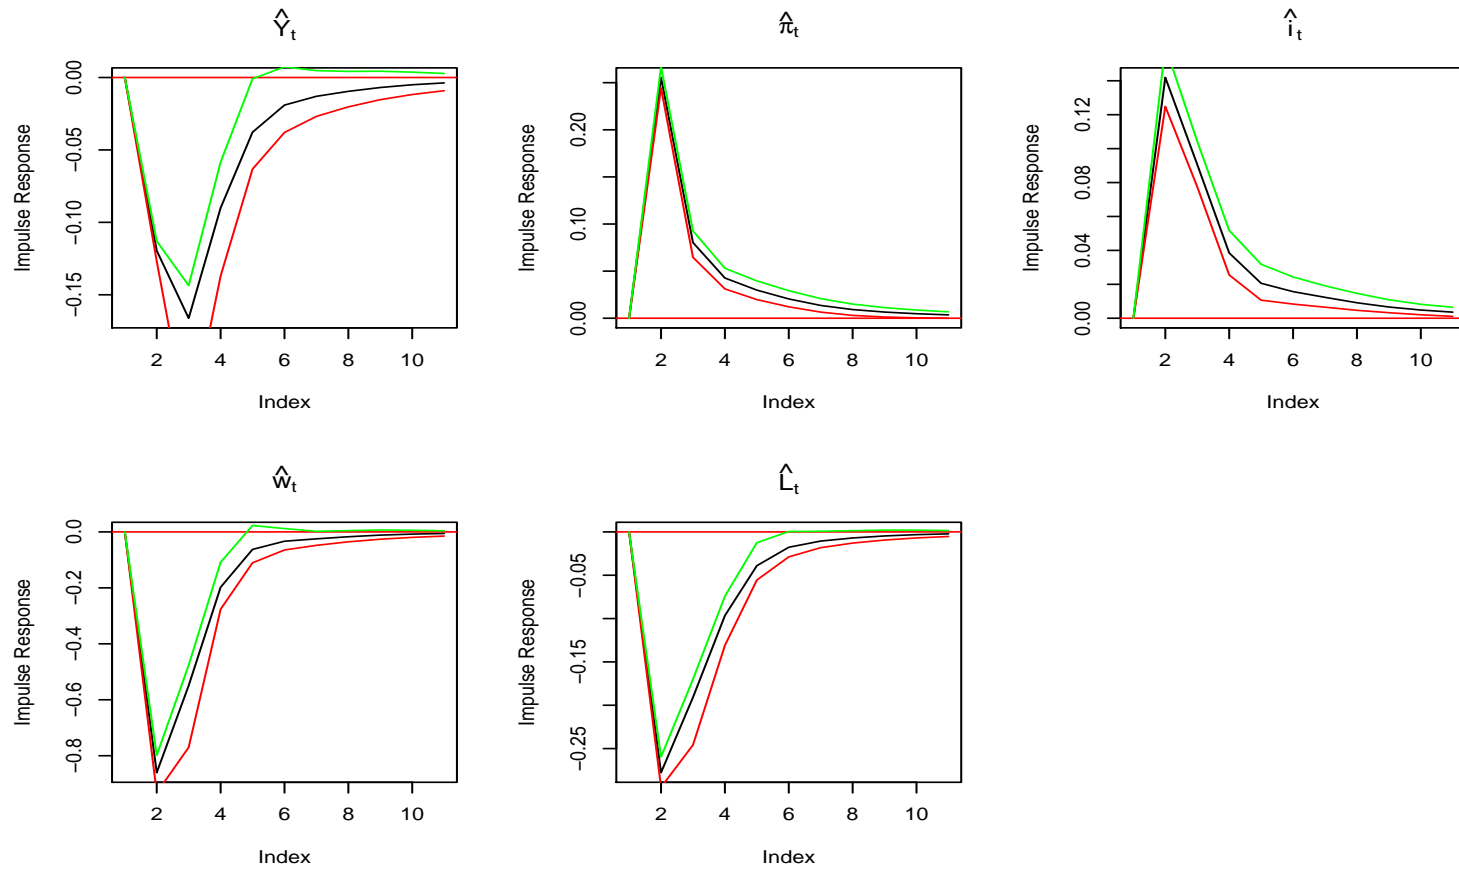 Ŷt
π̂t
ît
Impulse Response
0.00
−0.05
−0.10
−0.15
2 4 6 8 10
Index
Impulse Response
0.20
0.10
0.00
2 4 6 8 10
Index
Impulse Response
0.12
0.08
0.04
0.00
2 4 6 8 10
Index
ŵt
L̂t
Impulse Response
0.0
−0.2
−0.4
−0.6
−0.8
2 4 6 8 10
Index
Impulse Response
−0.05
−0.15
−0.25
2 4 6 8 10
Index